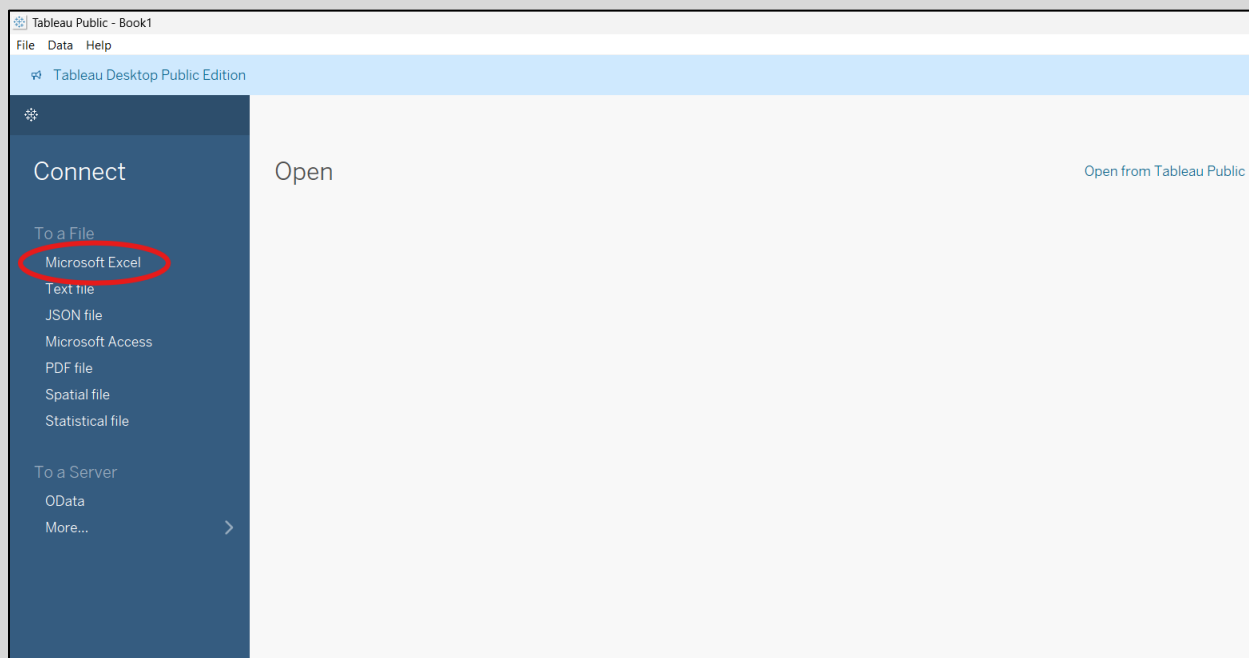 Tableau Public - Book1
File Data Help
Tableau Desktop Public Edition
Connect
Open
Open from Tableau Public
To a File
Microsoft Excel
Text file
JSON file
Microsoft Access
PDF file
Spatial file
Statistical file
To a Server
OData
More...